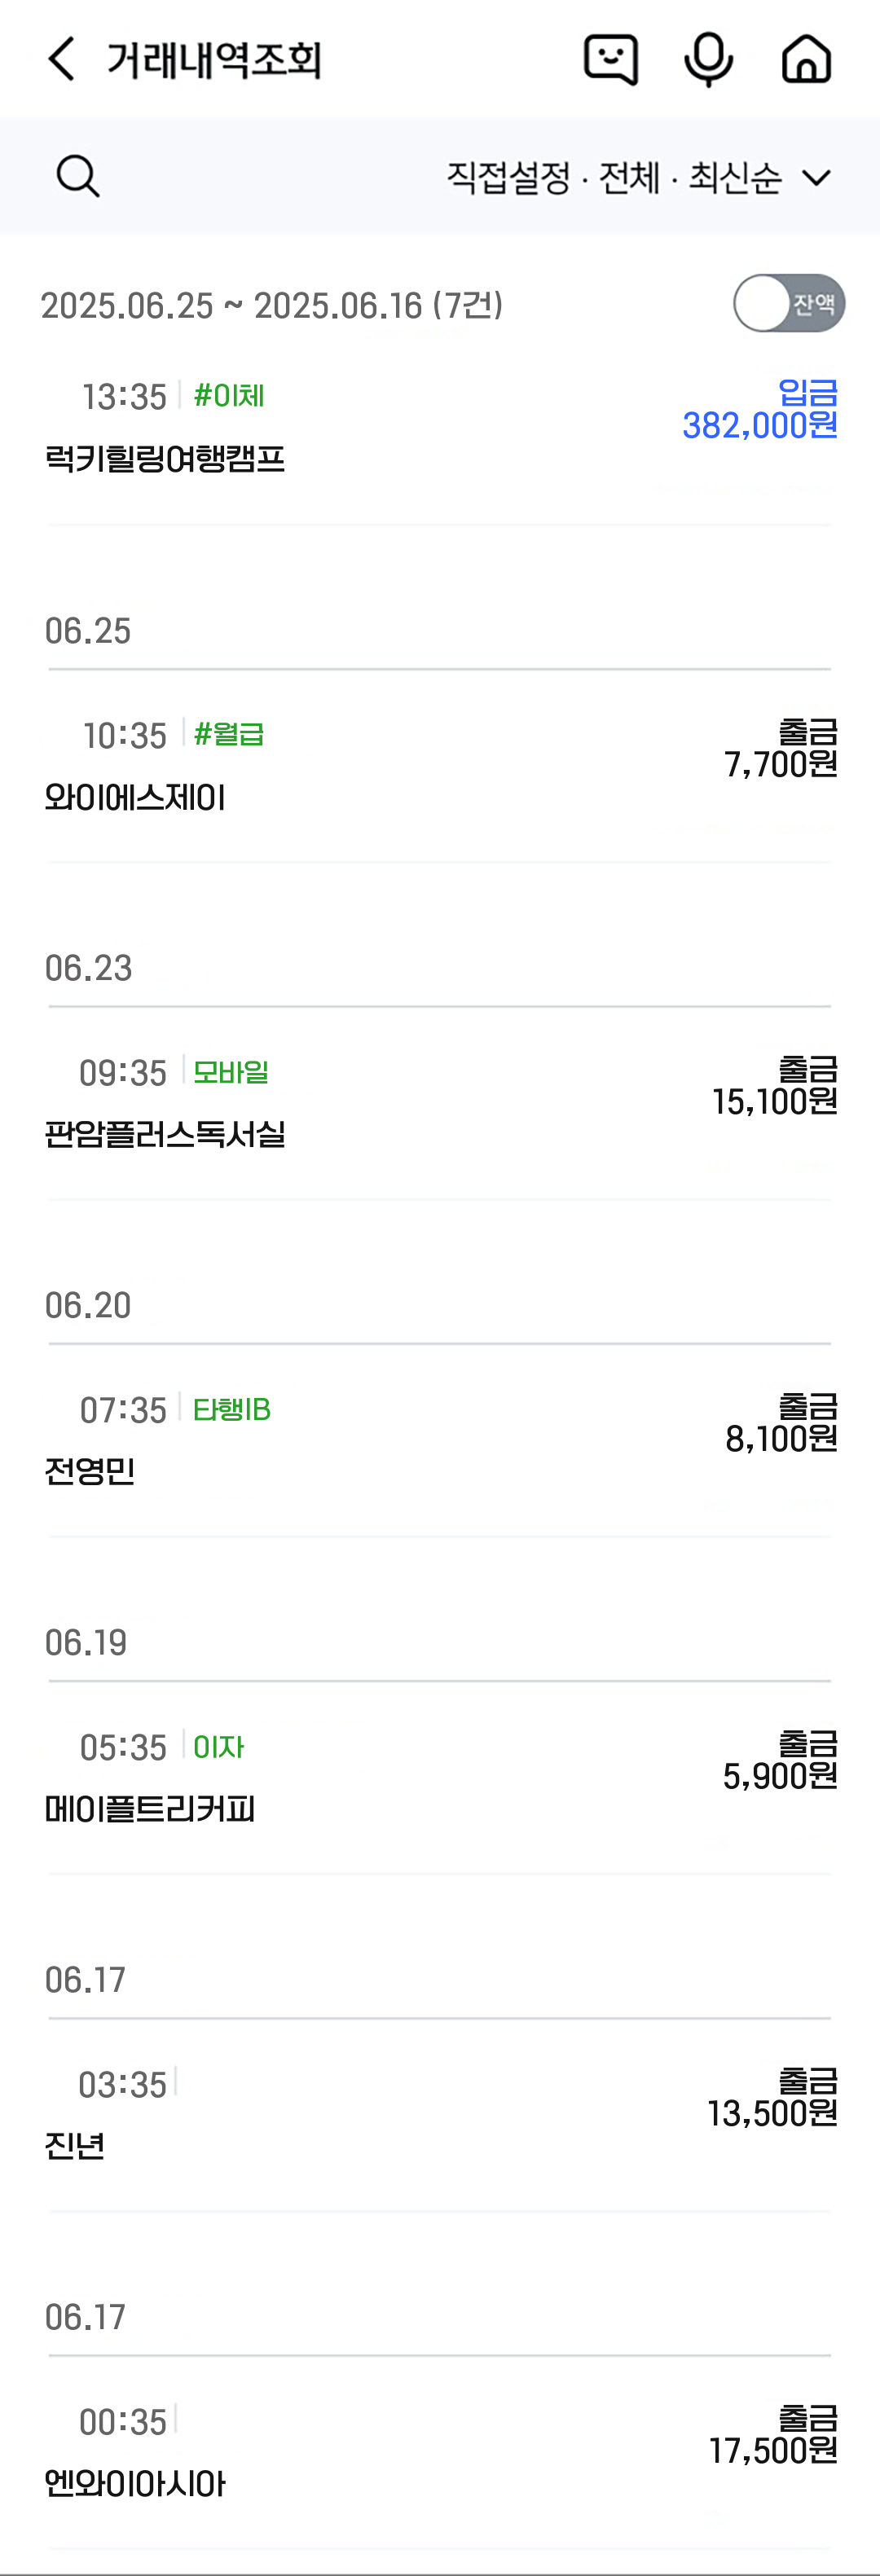 거래내역조회
직접설정 · 전체 · 최신순
2025.06.25 ~ 2025.06.16 (7건)
잔액
13:35 #이체
입금
382,000원
럭키힐링여행캠프
06.25
10:35 #월급
출금
7,700원
와이에스제이
06.23
09:35 모바일
출금
15,100원
판암플러스독서실
06.20
07:35 타행IB
출금
8,100원
전영민
06.19
05:35 이자
출금
5,900원
메이플트리커피
06.17
03:35
출금
13,500원
진년
06.17
00:35
출금
17,500원
엔와이아시아